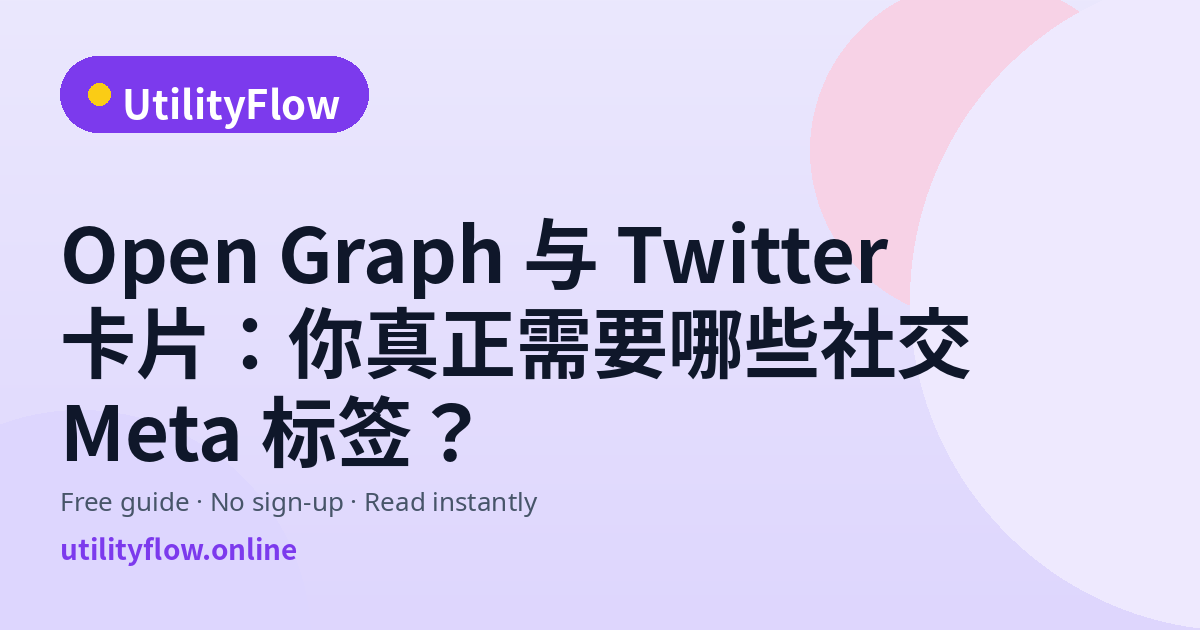 UtilityFlow
Open Graph 与 Twitter
卡片：你真正需要哪些社交
Meta 标签？
Free guide · No sign-up · Read instantly
utilityflow.online